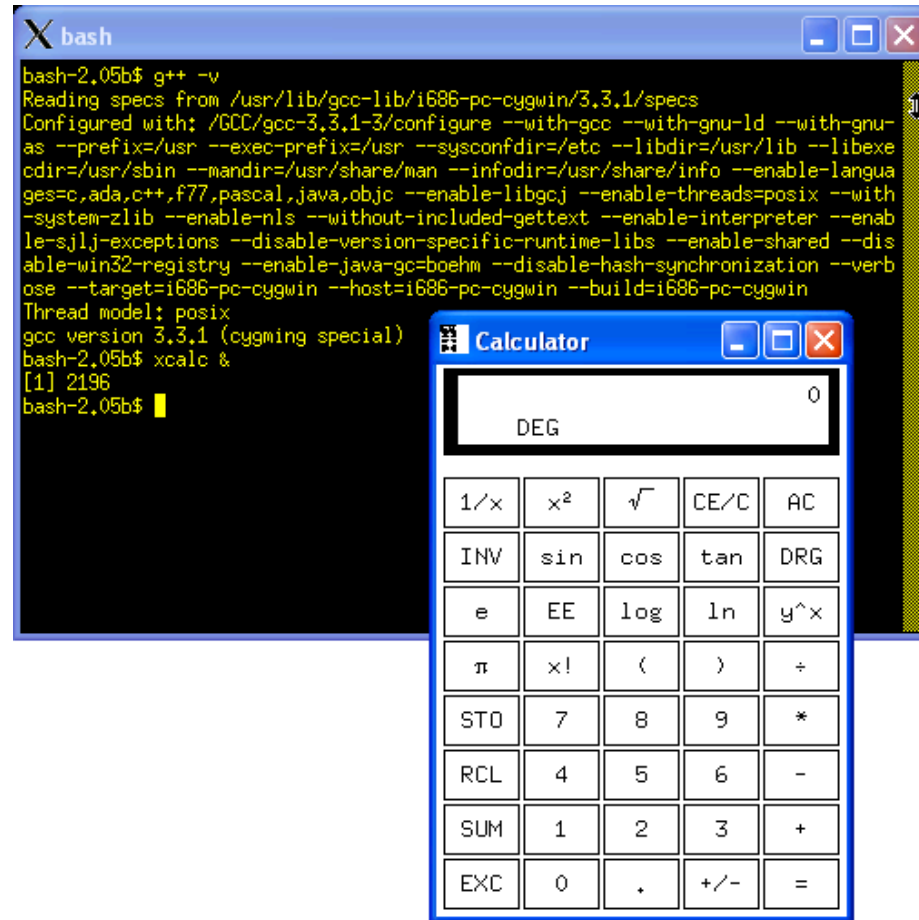 bash
bash-2.05b$ g++ -v
Reading specs from /usr/lib/gcc-lib/i686-pc-cygwin/3.3.1/specs
Configured with: /GCC/gcc-3.3.1-3/configure --with-gcc --with-gnu-ld --with-gnu-
as --prefix=/usr --exec-prefix=/usr --sysconfdir=/etc --libdir=/usr/lib --libexe
cdir=/usr/sbin --mandir=/usr/share/man --infodir=/usr/share/info --enable-langua
ges=c,ada,c++,f77,pascal,java,objc --enable-libgcj --enable-threads=posix --with
-system-zlib --enable-nls --without-included-gettext --enable-interpreter --enab
le-sjlj-exceptions --disable-version-specific-runtime-libs --enable-shared --dis
able-win32-registry --enable-java-gc=boehm --disable-hash-synchronization --verb
ose --target=i686-pc-cygwin --host=i686-pc-cygwin --build=i686-pc-cygwin
Thread model: posix
gcc version 3.3.1 (cygming special)
bash-2.05b$ xcalc &
[1] 2196
bash-2.05b$
Calculator
0
DEG
1/x x² √ CE/C AC
INV sin cos tan DRG
e EE log ln y^x
π x! ( ) ÷
STO 7 8 9 *
RCL 4 5 6 -
SUM 1 2 3 +
EXC 0 . +/- =